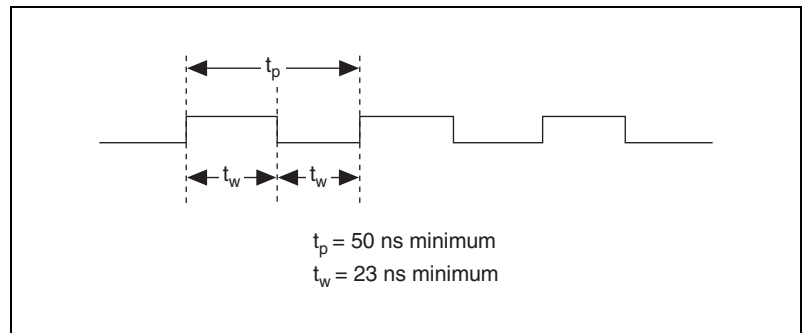 tp
tw tw
tp = 50 ns minimum
tw = 23 ns minimum